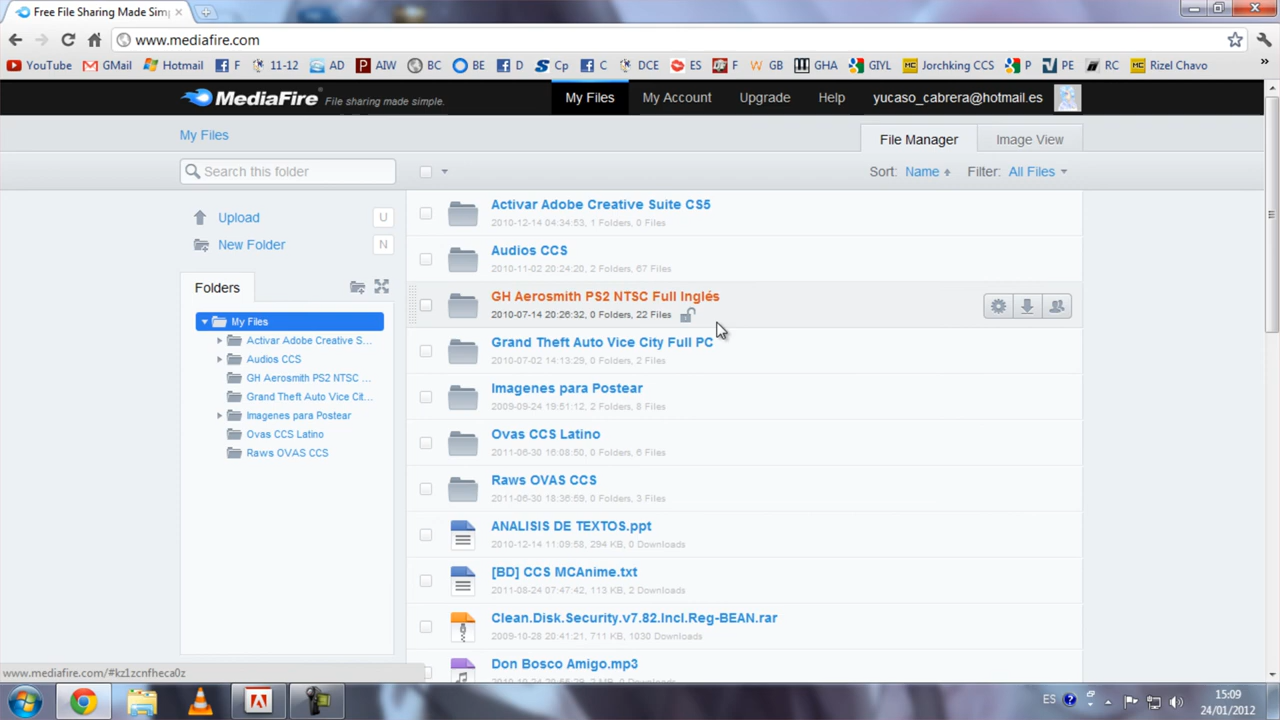 Free File Sharing Made Simp
www.mediafire.com
YouTube GMail Hotmail F 11-12 AD AIW BC BE D Cp C DCE ES F GB GHA GIYL Jorchking CCS P PE RC Rizel Chavo »
MediaFire File sharing made simple. My Files My Account Upgrade Help yucaso_cabrera@hotmail.es
My Files File Manager Image View
Search this folder Sort: Name Filter: All Files
Upload U
New Folder N
Folders
My Files
Activar Adobe Creative S...
Audios CCS
GH Aerosmith PS2 NTSC ...
Grand Theft Auto Vice Cit...
Imagenes para Postear
Ovas CCS Latino
Raws OVAS CCS
Activar Adobe Creative Suite CS5
2010-12-14 04:34:53, 1 Folders, 0 Files
Audios CCS
2010-11-02 20:24:20, 2 Folders, 67 Files
GH Aerosmith PS2 NTSC Full Inglés
2010-07-14 20:26:32, 0 Folders, 22 Files
Grand Theft Auto Vice City Full PC
2010-07-02 14:13:29, 0 Folders, 2 Files
Imagenes para Postear
2009-09-24 19:51:12, 2 Folders, 8 Files
Ovas CCS Latino
2011-06-30 16:08:50, 0 Folders, 6 Files
Raws OVAS CCS
2011-06-30 18:36:59, 0 Folders, 3 Files
ANALISIS DE TEXTOS.ppt
2010-12-14 11:09:58, 294 KB, 0 Downloads
[BD] CCS MCAnime.txt
2011-08-24 07:47:42, 113 KB, 2 Downloads
Clean.Disk.Security.v7.82.Incl.Reg-BEAN.rar
2009-10-28 20:41:21, 711 KB, 1030 Downloads
Don Bosco Amigo.mp3
www.mediafire.com/#kz1zcnfheca0z
ES 15:09
24/01/2012